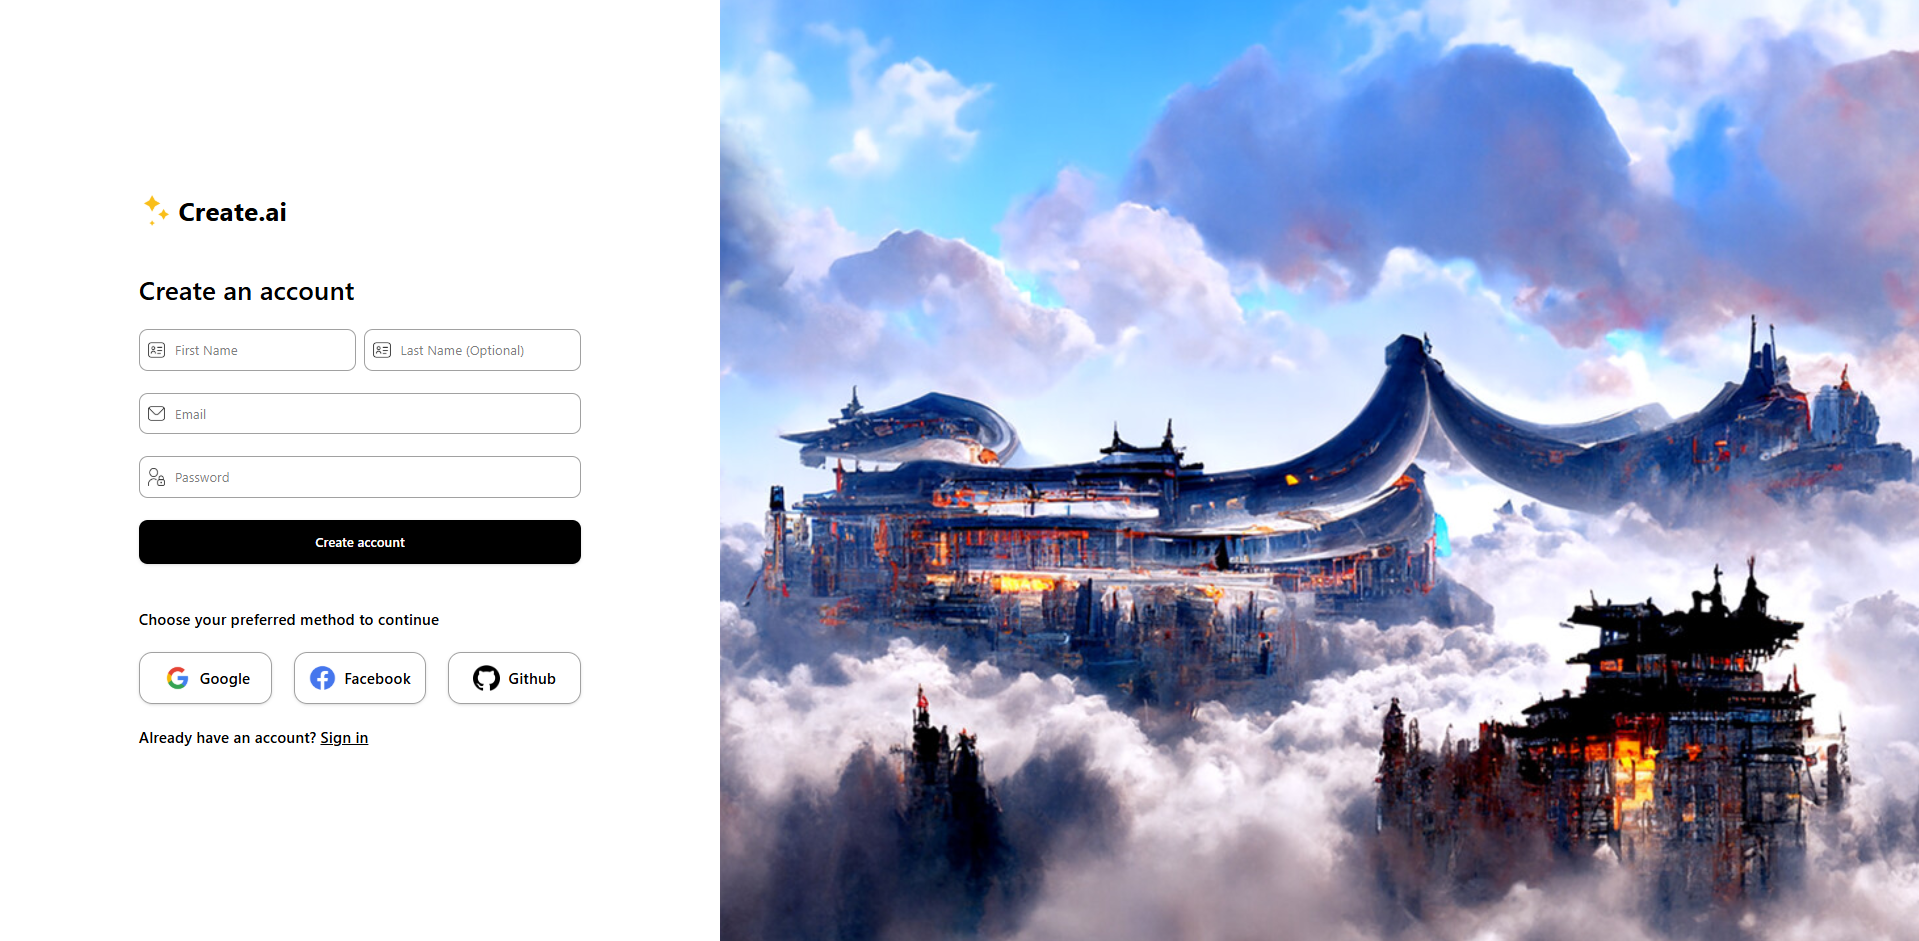 Create.ai
Create an account
First Name
Last Name (Optional)
Email
Password
Create account
Choose your preferred method to continue
Google
Facebook
Github
Already have an account? Sign in